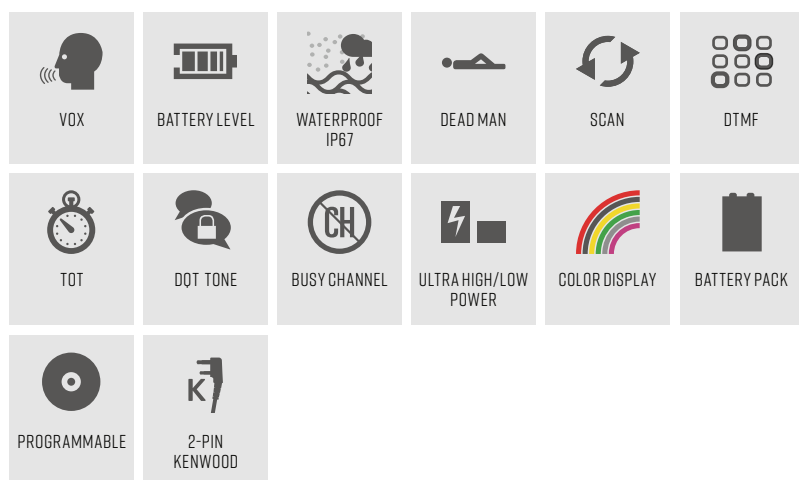 VOX
BATTERY LEVEL
WATERPROOF
IP67
DEAD MAN
SCAN
DTMF
TOT
DQT TONE
CH
BUSY CHANNEL
ULTRA HIGH/LOW
POWER
COLOR DISPLAY
BATTERY PACK
PROGRAMMABLE
K
2-PIN
KENWOOD